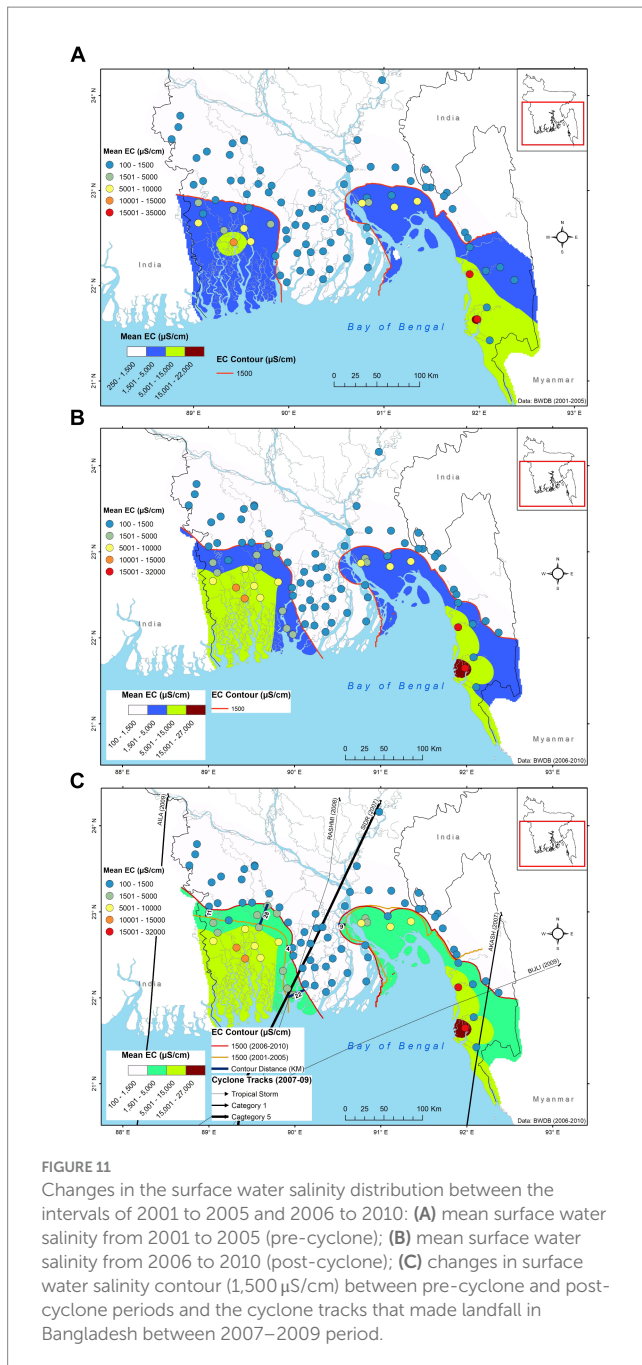 A
24° N
23° N
22° N
21° N
India
India
Mean EC (µS/cm)
100 - 1500
1501 - 5000
5001 - 10000
10001 - 15000
15001 - 35000
N
W
E
S
Bay of Bengal
Mean EC (µS/cm)
250 - 1,500
1,501 - 5,000
5,001 - 15,000
15,001 - 22,000
EC Contour (µS/cm)
1500
0 25 50 100 Km
Myanmar
Data: BWDB (2001-2005)
89° E 90° E 91° E 92° E 93° E
B
24° N
23° N
22° N
21° N
India
India
Mean EC (µS/cm)
100 - 1500
1501 - 5000
5001 - 10000
10001 - 15000
15001 - 32000
N
W
E
S
Bay of Bengal
Mean EC (µS/cm)
100 - 1,500
1,501 - 5,000
5,001 - 15,000
15,001 - 27,000
EC Contour (µS/cm)
1500
0 25 50 100 Km
Myanmar
Data: BWDB (2006-2010)
88° E 89° E 90° E 91° E 92° E 93° E
C
24° N
23° N
22° N
21° N
AILA (2009)
RASHMI (2008)
SIDR (2007)
AKASH (2007)
BIJLI (2009)
India
India
Mean EC (µS/cm)
100 - 1500
1501 - 5000
5001 - 10000
10001 - 15000
15001 - 32000
4
22
9
N
W
E
S
Bay of Bengal
Mean EC (µS/cm)
100 - 1,500
1,501 - 5,000
5,001 - 15,000
15,001 - 27,000
EC Contour (µS/cm)
1500 (2006-2010)
1500 (2001-2005)
Contour Distance (KM)
Cyclone Tracks (2007-09)
Tropical Storm
Category 1
Cagtegory 5
0 25 50 100 Km
Myanmar
Data: BWDB (2006-2010)
88° E 89° E 90° E 91° E 92° E 93° E
FIGURE 11
Changes in the surface water salinity distribution between the
intervals of 2001 to 2005 and 2006 to 2010: (A) mean surface water
salinity from 2001 to 2005 (pre-cyclone); (B) mean surface water
salinity from 2006 to 2010 (post-cyclone); (C) changes in surface
water salinity contour (1,500 µS/cm) between pre-cyclone and post-
cyclone periods and the cyclone tracks that made landfall in
Bangladesh between 2007–2009 period.